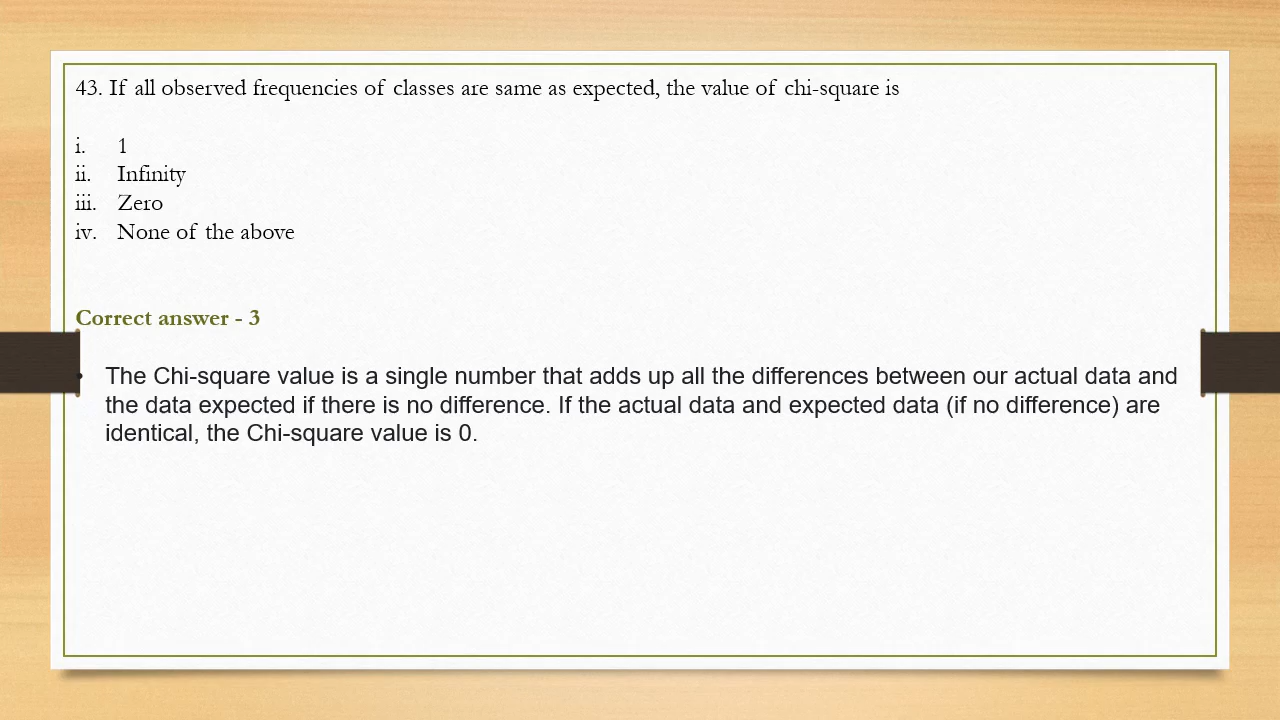 43. If all observed frequencies of classes are same as expected, the value of chi-square is
i. 1
ii. Infinity
iii. Zero
iv. None of the above
Correct answer - 3
• The Chi-square value is a single number that adds up all the differences between our actual data and
the data expected if there is no difference. If the actual data and expected data (if no difference) are
identical, the Chi-square value is 0.